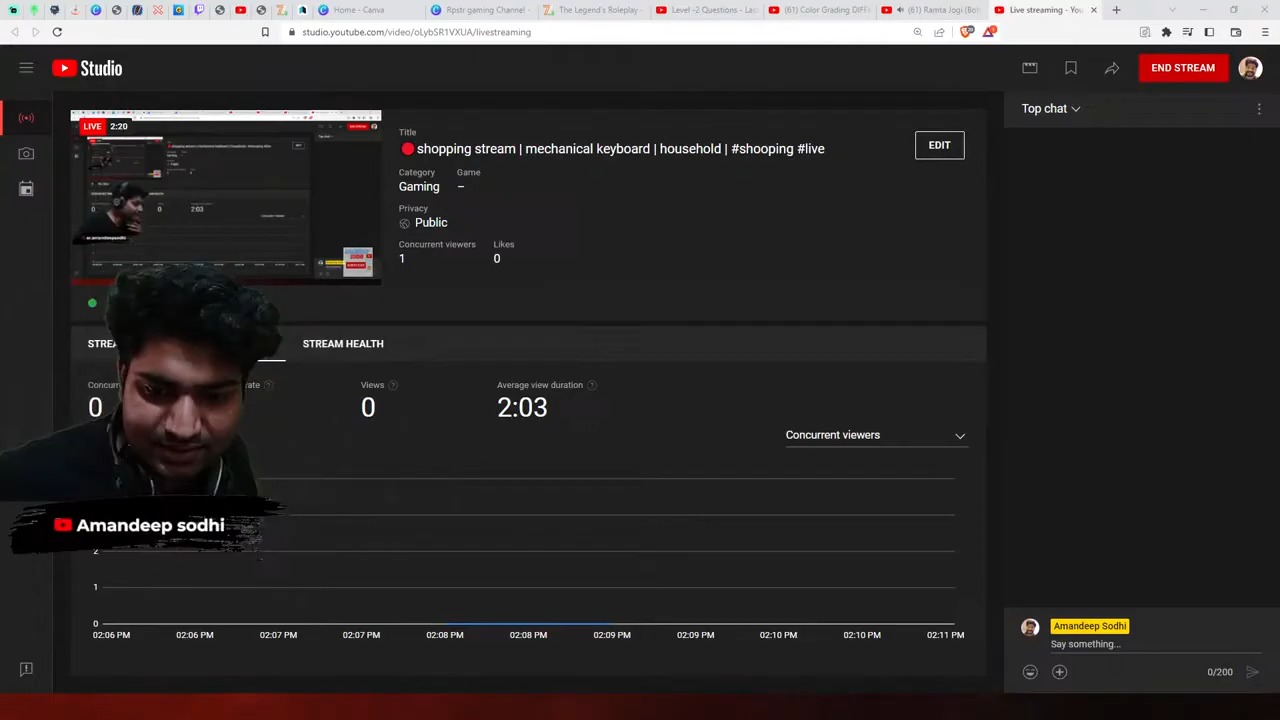 Home - Canva
Rpstr gaming Channel -
The Legend's Roleplay -
Level -2 Questions - Las
(61) Color Grading DIFF
(61) Ramta Jogi (Bol
Live streaming - You
studio.youtube.com/video/oLybSR1VXUA/livestreaming
Studio
END STREAM
LIVE 2:20
Title
shopping stream | mechanical keyboard | household | #shooping #live
EDIT
Category
Game
Gaming
–
Privacy
Public
Concurrent viewers
Likes
1
0
Top chat
STREA
STREAM HEALTH
Concurr
rate
Views
Average view duration
0
0
2:03
Concurrent viewers
Amandeep sodhi
2
1
0
02:06 PM
02:06 PM
02:07 PM
02:07 PM
02:08 PM
02:08 PM
02:09 PM
02:09 PM
02:10 PM
02:10 PM
02:11 PM
Amandeep Sodhi
Say something...
0/200